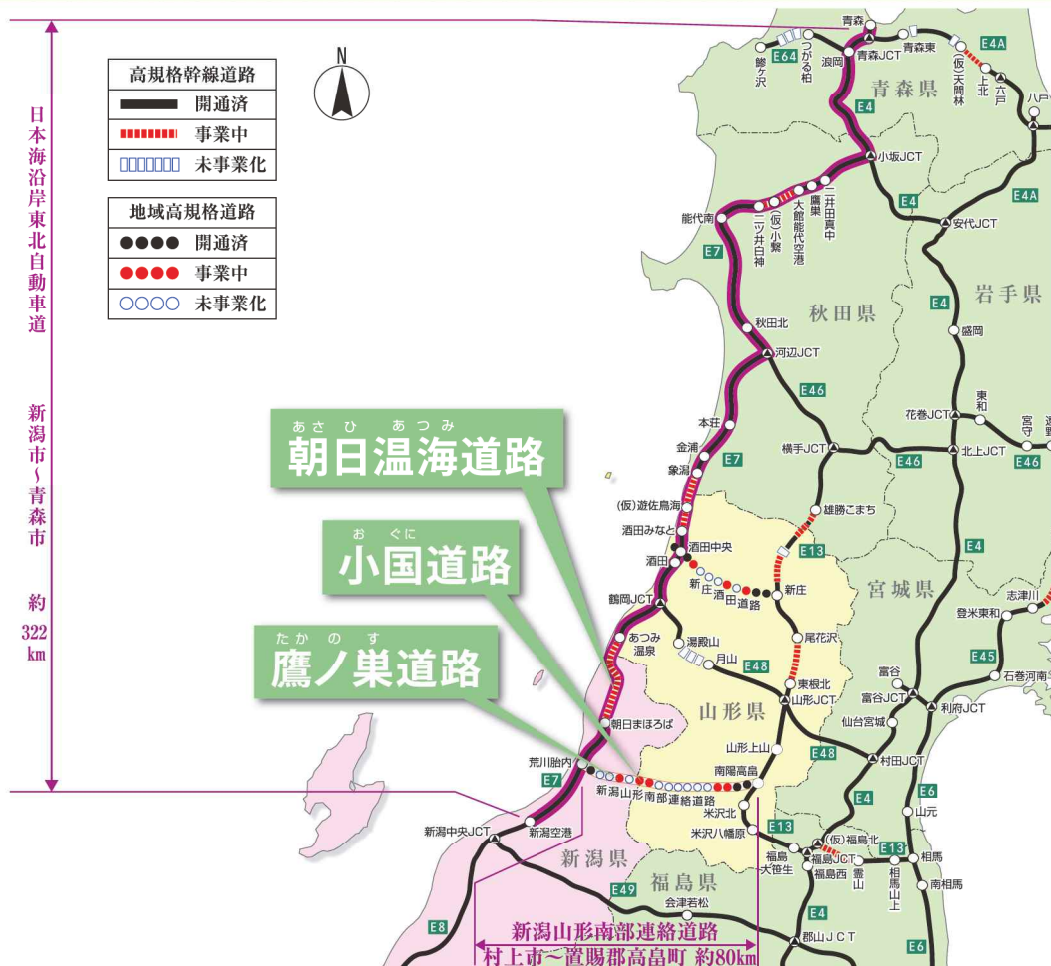 高規格幹線道路
開通済
事業中
未事業化
地域高規格道路
開通済
事業中
未事業化
N
日本海沿岸東北自動車道
新潟市～青森市
約
322
km
あさひ あつみ
朝日温海道路
おぐに
小国道路
たかのす
鷹ノ巣道路
青森
青森JCT
青森東
E4A
(仮)天間林
上北
六戸
八戸
E64
つがる柏
鰺ヶ沢
浪岡
青森県
E4
小坂JCT
E4
E4A
安代JCT
二井田真中
鷹巣
大館能代空港
(仮)小繋
二ツ井白神
能代南
E7
秋田県
岩手県
E4
盛岡
秋田北
河辺JCT
E46
花巻JCT
東和
宮守
E46
本荘
横手JCT
北上JCT
E46
金浦
E7
象潟
(仮)遊佐鳥海
雄勝こまち
酒田みなと
酒田中央
酒田
E13
E4
新庄酒田道路
新庄
宮城県
志津川
登米東和
鶴岡JCT
あつみ
温泉
湯殿山
月山
E48
尾花沢
E45
東根北
富谷
石巻河南
山形JCT
富谷JCT
利府JCT
山形県
仙台宮城
朝日まほろば
山形上山
E48
村田JCT
荒川胎内
E7
新潟山形南部連絡道路
南陽高畠
E4
E6
米沢北
山元
新潟空港
新潟中央JCT
米沢八幡原
E13
(仮)福島北
E13
福島
大笹生
福島JCT
福島西
霊山
相馬山上
相馬
南相馬
新潟県
福島県
E49
会津若松
E4
E8
郡山JCT
E6
新潟山形南部連絡道路
村上市～置賜郡高畠町 約80km